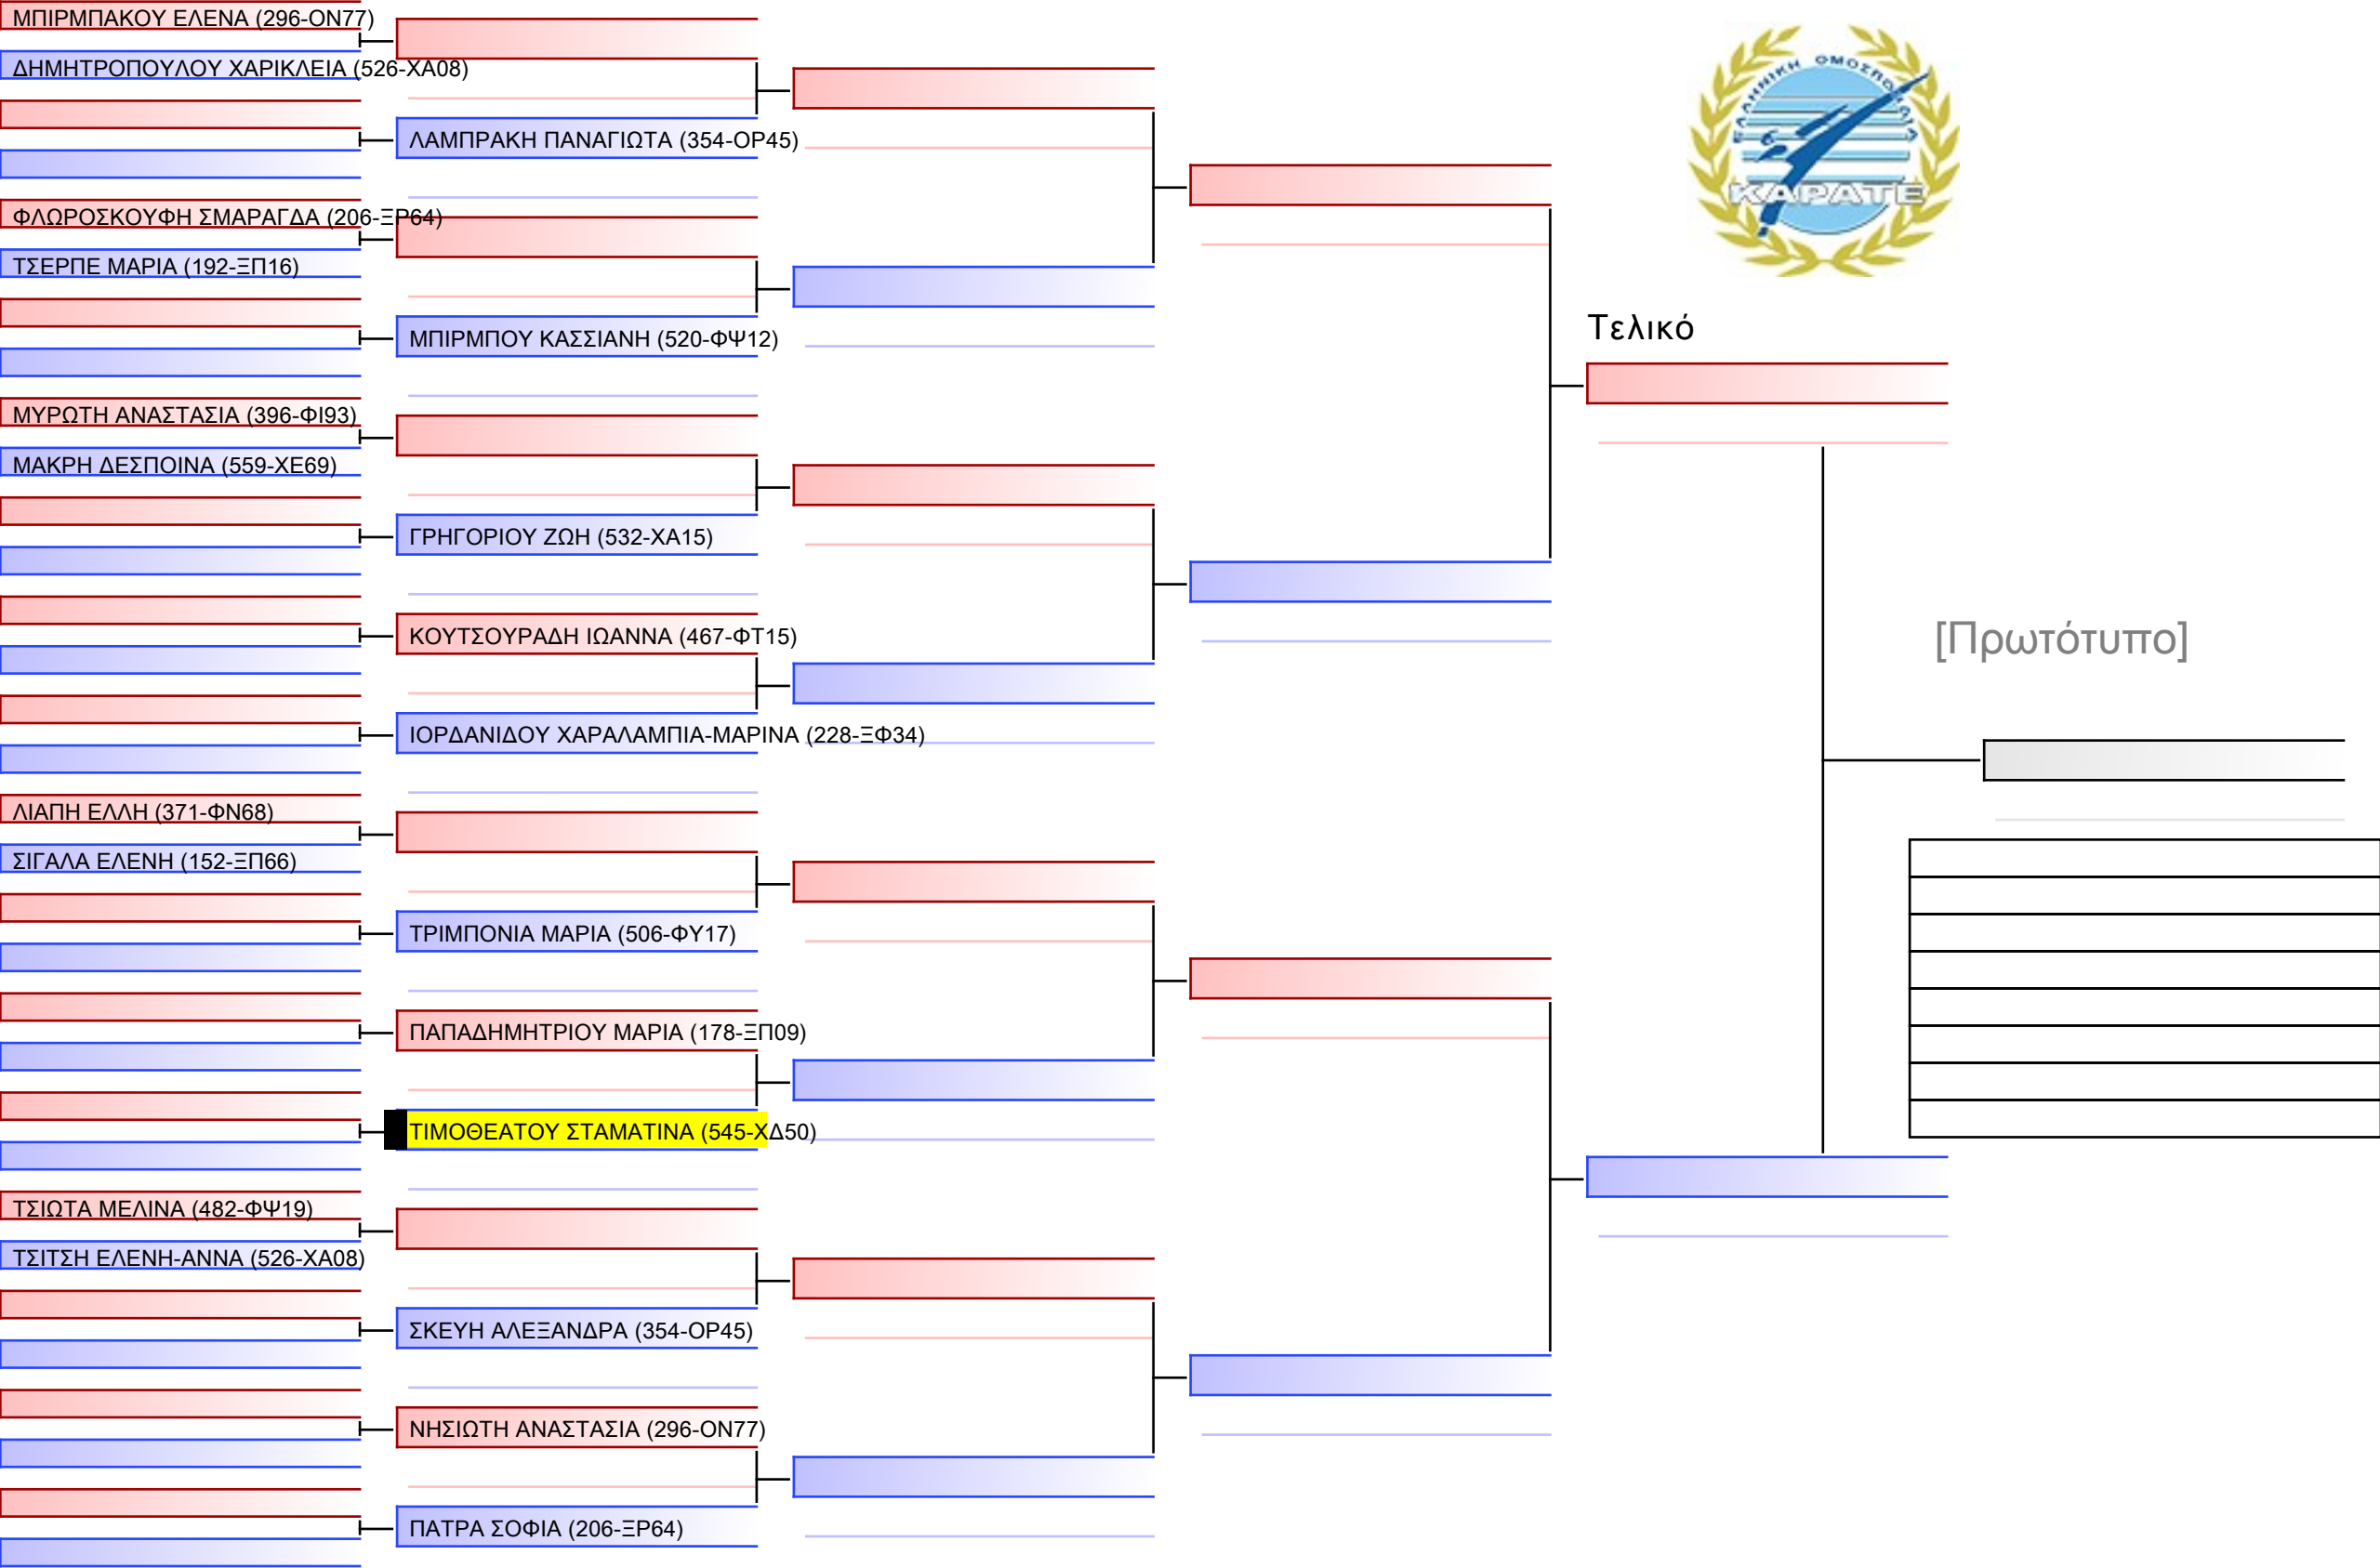 ΜΠΙΡΜΠΑΚΟΥ ΕΛΕΝΑ (296-ΟΝ77)
ΔΗΜΗΤΡΟΠΟΥΛΟΥ ΧΑΡΙΚΛΕΙΑ (526-ΧΑ08)
ΛΑΜΠΡΑΚΗ ΠΑΝΑΓΙΩΤΑ (354-ΟΡ45)
ΦΛΩΡΟΣΚΟΥΦΗ ΣΜΑΡΑΓΔΑ (206-ΞΡ64)
ΤΣΕΡΠΕ ΜΑΡΙΑ (192-ΞΠ16)
ΜΠΙΡΜΠΟΥ ΚΑΣΣΙΑΝΗ (520-ΦΨ12)
ΜΥΡΩΤΗ ΑΝΑΣΤΑΣΙΑ (396-ΦΙ93)
ΜΑΚΡΗ ΔΕΣΠΟΙΝΑ (559-ΧΕ69)
ΓΡΗΓΟΡΙΟΥ ΖΩΗ (532-ΧΑ15)
ΚΟΥΤΣΟΥΡΑΔΗ ΙΩΑΝΝΑ (467-ΦΤ15)
ΙΟΡΔΑΝΙΔΟΥ ΧΑΡΑΛΑΜΠΙΑ-ΜΑΡΙΝΑ (228-ΞΦ34)
ΛΙΑΠΗ ΕΛΛΗ (371-ΦΝ68)
ΣΙΓΑΛΑ ΕΛΕΝΗ (152-ΞΠ66)
ΤΡΙΜΠΟΝΙΑ ΜΑΡΙΑ (506-ΦΥ17)
ΠΑΠΑΔΗΜΗΤΡΙΟΥ ΜΑΡΙΑ (178-ΞΠ09)
ΤΙΜΟΘΕΑΤΟΥ ΣΤΑΜΑΤΙΝΑ (545-ΧΔ50)
ΤΣΙΩΤΑ ΜΕΛΙΝΑ (482-ΦΨ19)
ΤΣΙΤΣΗ ΕΛΕΝΗ-ΑΝΝΑ (526-ΧΑ08)
ΣΚΕΥΗ ΑΛΕΞΑΝΔΡΑ (354-ΟΡ45)
ΝΗΣΙΩΤΗ ΑΝΑΣΤΑΣΙΑ (296-ΟΝ77)
ΠΑΤΡΑ ΣΟΦΙΑ (206-ΞΡ64)
ΕΛΛΗΝΙΚΗ ΟΜΟΣΠΟΝΔΙΑ
ΚΑΡΑΤΕ
Τελικό
[Πρωτότυπο]